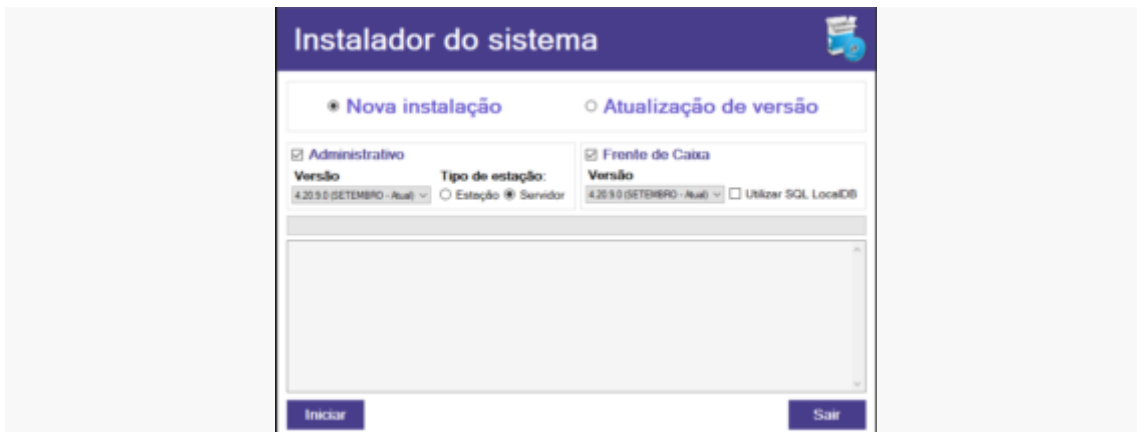 Instalador do sistema
Nova instalação
Atualização de versão
Administrativo
Versão
Tipo de estação:
4.20.9.0 (SETEMBRO - Atual)
Estação
Servidor
Frente de Caixa
Versão
4.20.9.0 (SETEMBRO - Atual)
Utilizar SQL LocalDB
Iniciar
Sair